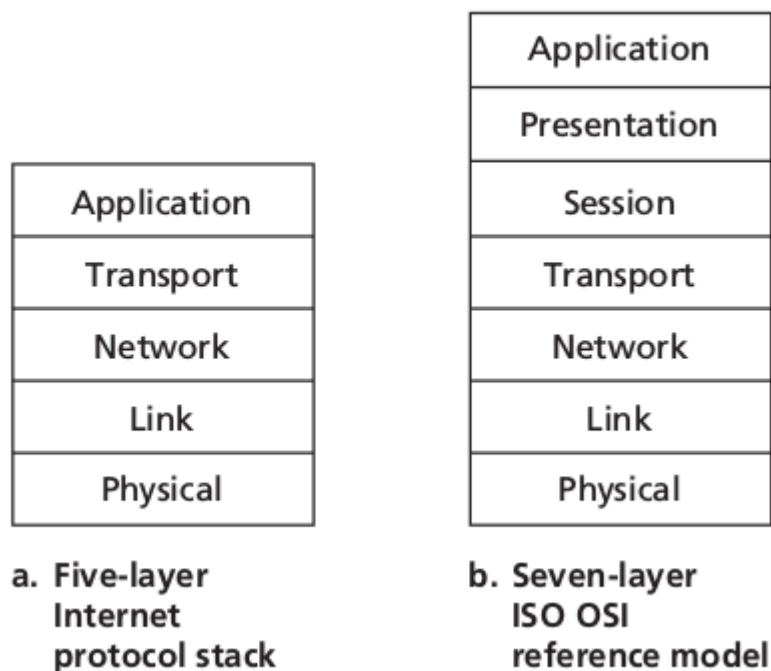 Application
Transport
Network
Link
Physical
a. Five-layer
Internet
protocol stack
Application
Presentation
Session
Transport
Network
Link
Physical
b. Seven-layer
ISO OSI
reference model